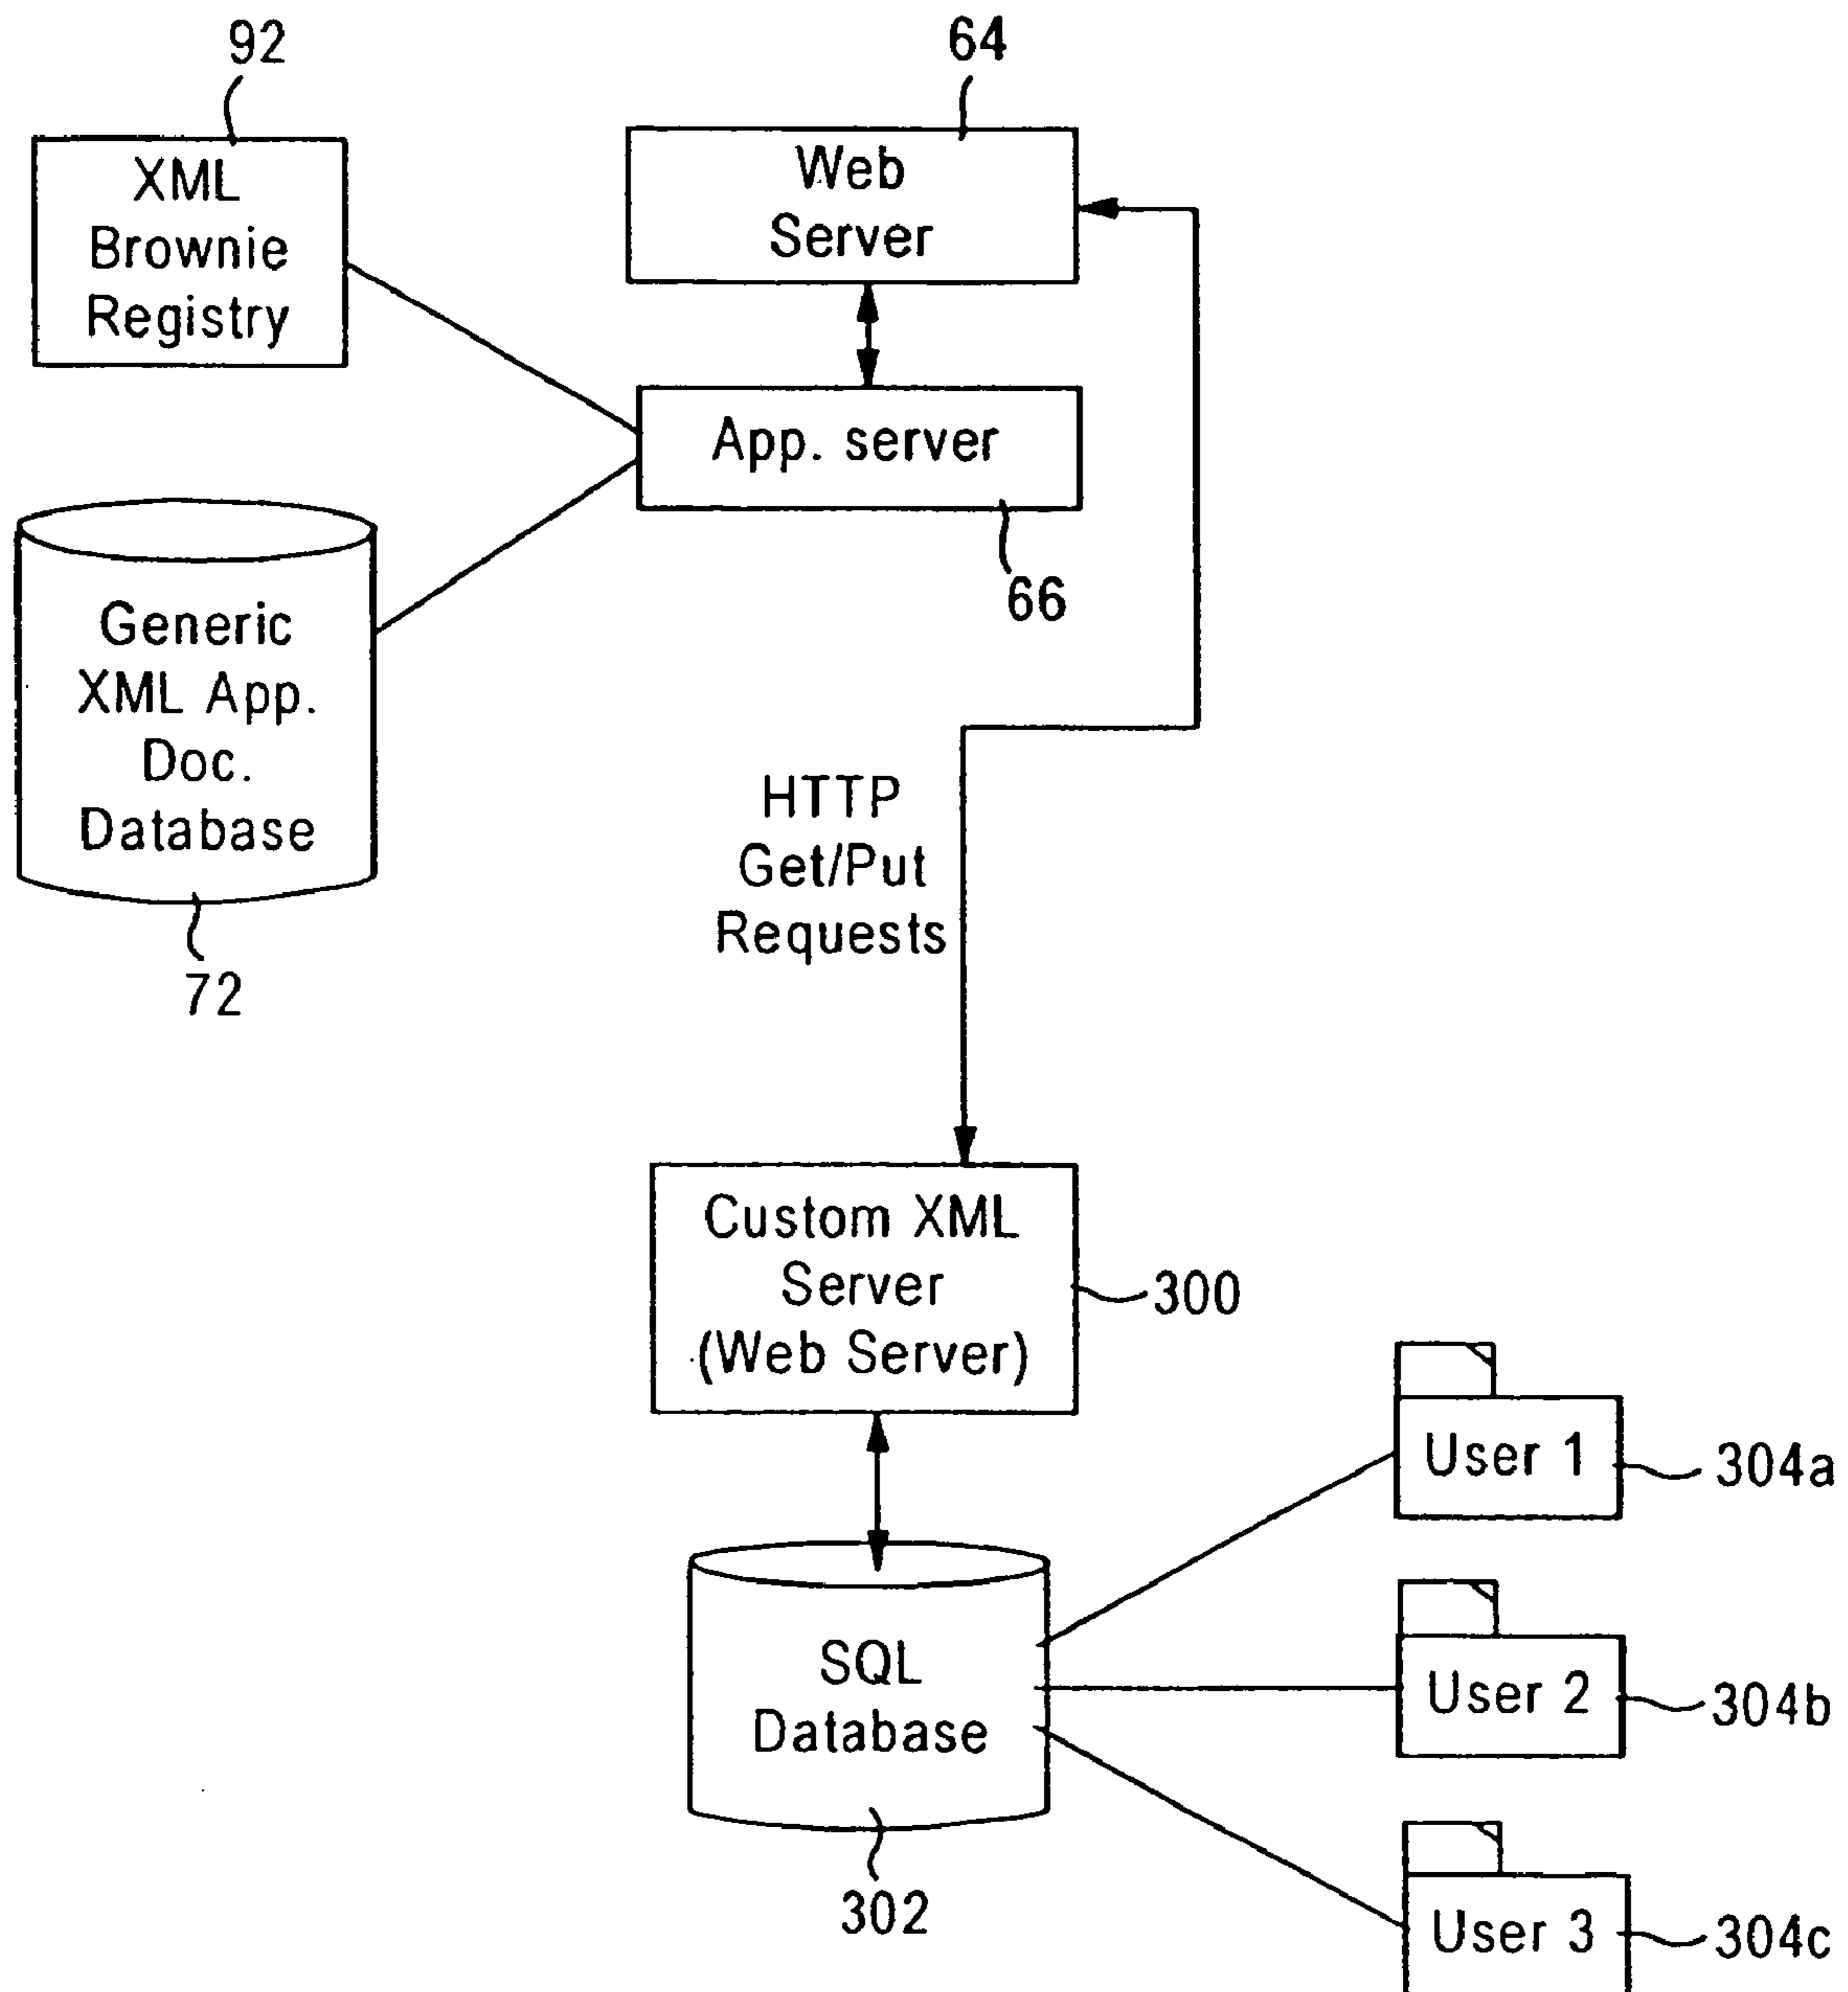 92
64
XML
Brownie
Registry
Web
Server
App. server
66
Generic
XML App.
Doc.
Database
72
HTTP
Get/Put
Requests
Custom XML
Server
(Web Server)
300
User 1
304a
User 2
304b
SQL
Database
302
User 3
304c